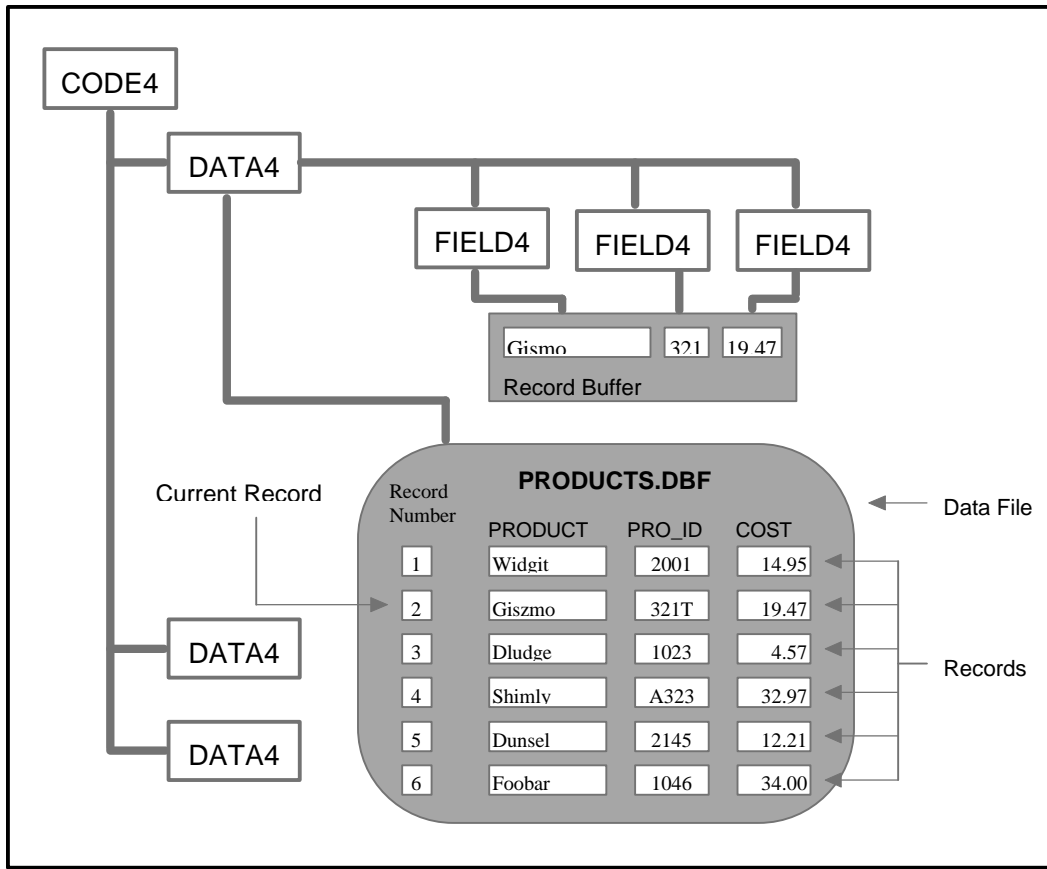 CODE4
DATA4
FIELD4 FIELD4 FIELD4
Gismo 321 19.47
Record Buffer
PRODUCTS.DBF
Current Record
Record
Number
Data File
PRODUCT PRO_ID COST
1 Widgit 2001 14.95
2 Giszmo 321T 19.47
3 Dludge 1023 4.57
DATA4
Records
4 Shimly A323 32.97
5 Dunsel 2145 12.21
DATA4
6 Foobar 1046 34.00